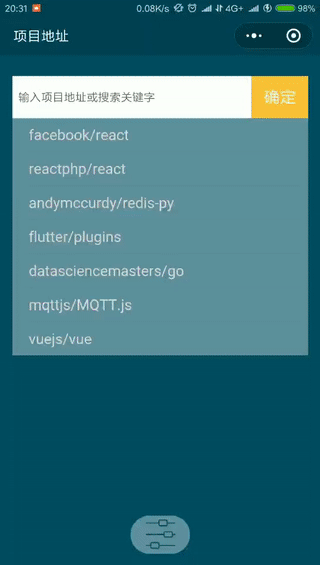 20:31 0.08K/s 4G+ 98%
项目地址
输入项目地址或搜索关键字 确定
facebook/react
reactphp/react
andymccurdy/redis-py
flutter/plugins
datasciencemasters/go
mqttjs/MQTT.js
vuejs/vue